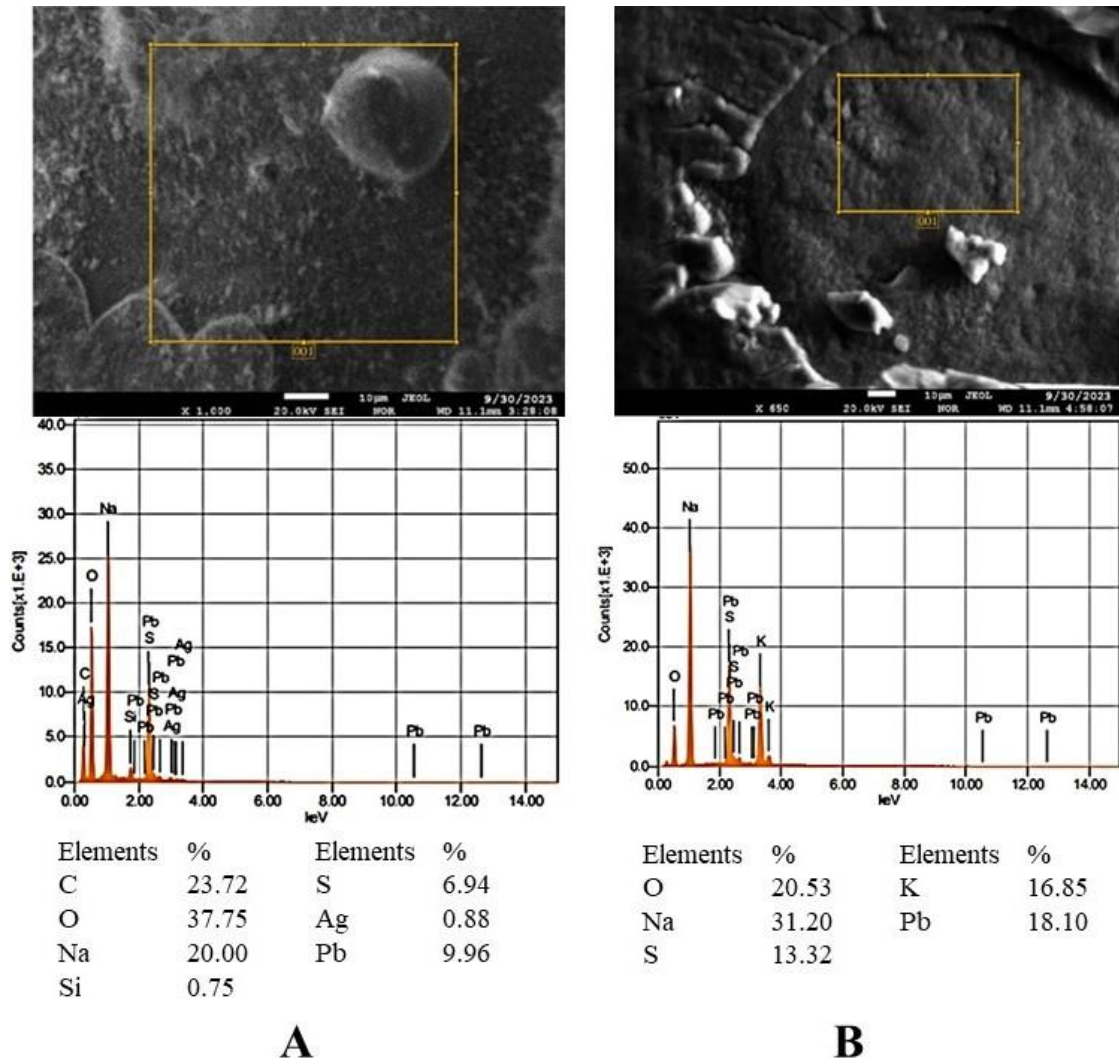 001
10µm JEOL 9/30/2023
X 1,000 20.0kV SEI NOR WD 11.1mm 3:28:08
001
10µm JEOL 9/30/2023
X 650 20.0kV SEI NOR WD 11.1mm 4:58:07
40.0
35.0
30.0
25.0
20.0
15.0
10.0
5.0
0.0
Counts[x1.E+3]
Na
O
C
Ag
Pb
S
Ag
Pb
Pb
S
Ag
Pb
Si
Pb
Pb
Pb
Ag
Pb
Pb
0.00 2.00 4.00 6.00 8.00 10.00 12.00 14.00
keV
50.0
40.0
30.0
20.0
10.0
0.0
Counts[x1.E+3]
Na
Pb
S
K
Pb
O
S
Pb
Pb
Pb
K
Pb
Pb
Pb
Pb
0.00 2.00 4.00 6.00 8.00 10.00 12.00 14.00
keV
Elements % Elements %
C 23.72 S 6.94
O 37.75 Ag 0.88
Na 20.00 Pb 9.96
Si 0.75
A
Elements % Elements %
O 20.53 K 16.85
Na 31.20 Pb 18.10
S 13.32
B